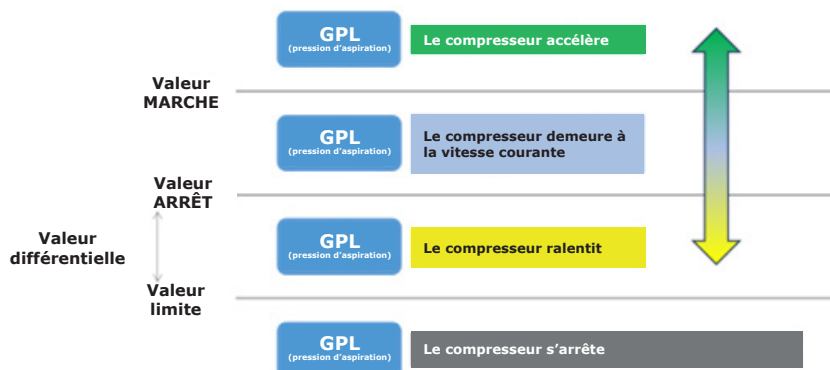 GPL
(pression d'aspiration)
Le compresseur accélère
Valeur
MARCHE
GPL
(pression d'aspiration)
Le compresseur demeure à
la vitesse courante
Valeur
ARRÊT
GPL
(pression d'aspiration)
Le compresseur ralentit
Valeur
différentielle
Valeur
limite
GPL
(pression d'aspiration)
Le compresseur s'arrête